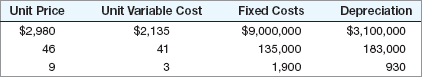 Unit Price Unit Variable Cost Fixed Costs Depreciation
$2,980 $2,135 $9,000,000 $3,100,000
46 41 135,000 183,000
9 3 1,900 930